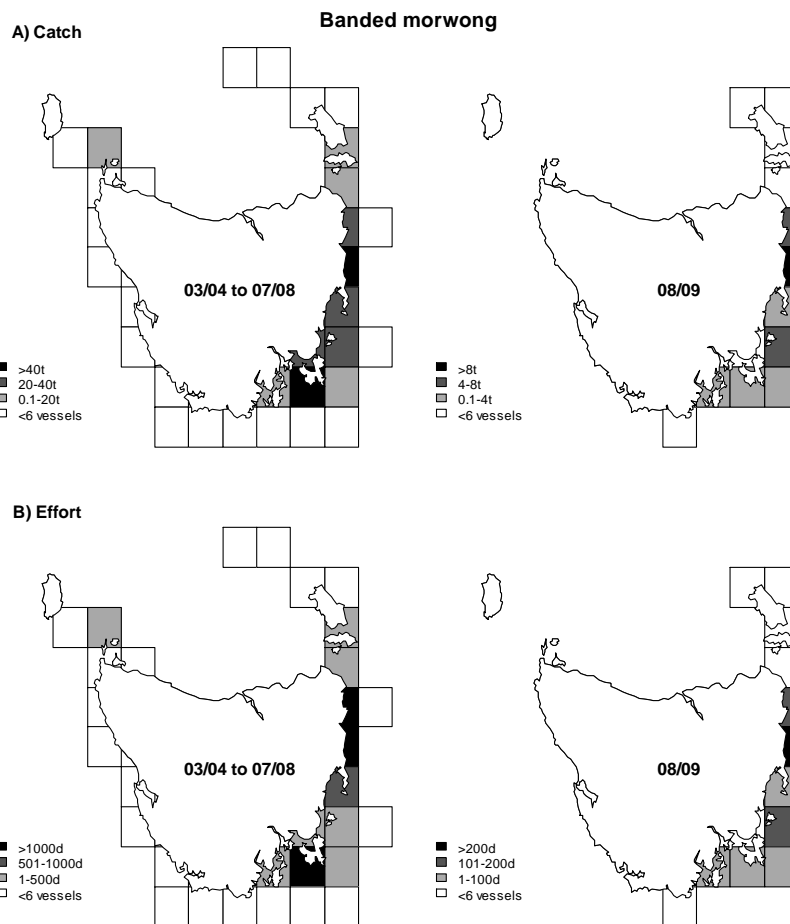 Banded morwong
A) Catch
03/04 to 07/08
>40t
20-40t
0.1-20t
<6 vessels
08/09
>8t
4-8t
0.1-4t
<6 vessels
B) Effort
03/04 to 07/08
>1000d
501-1000d
1-500d
<6 vessels
08/09
>200d
101-200d
1-100d
<6 vessels